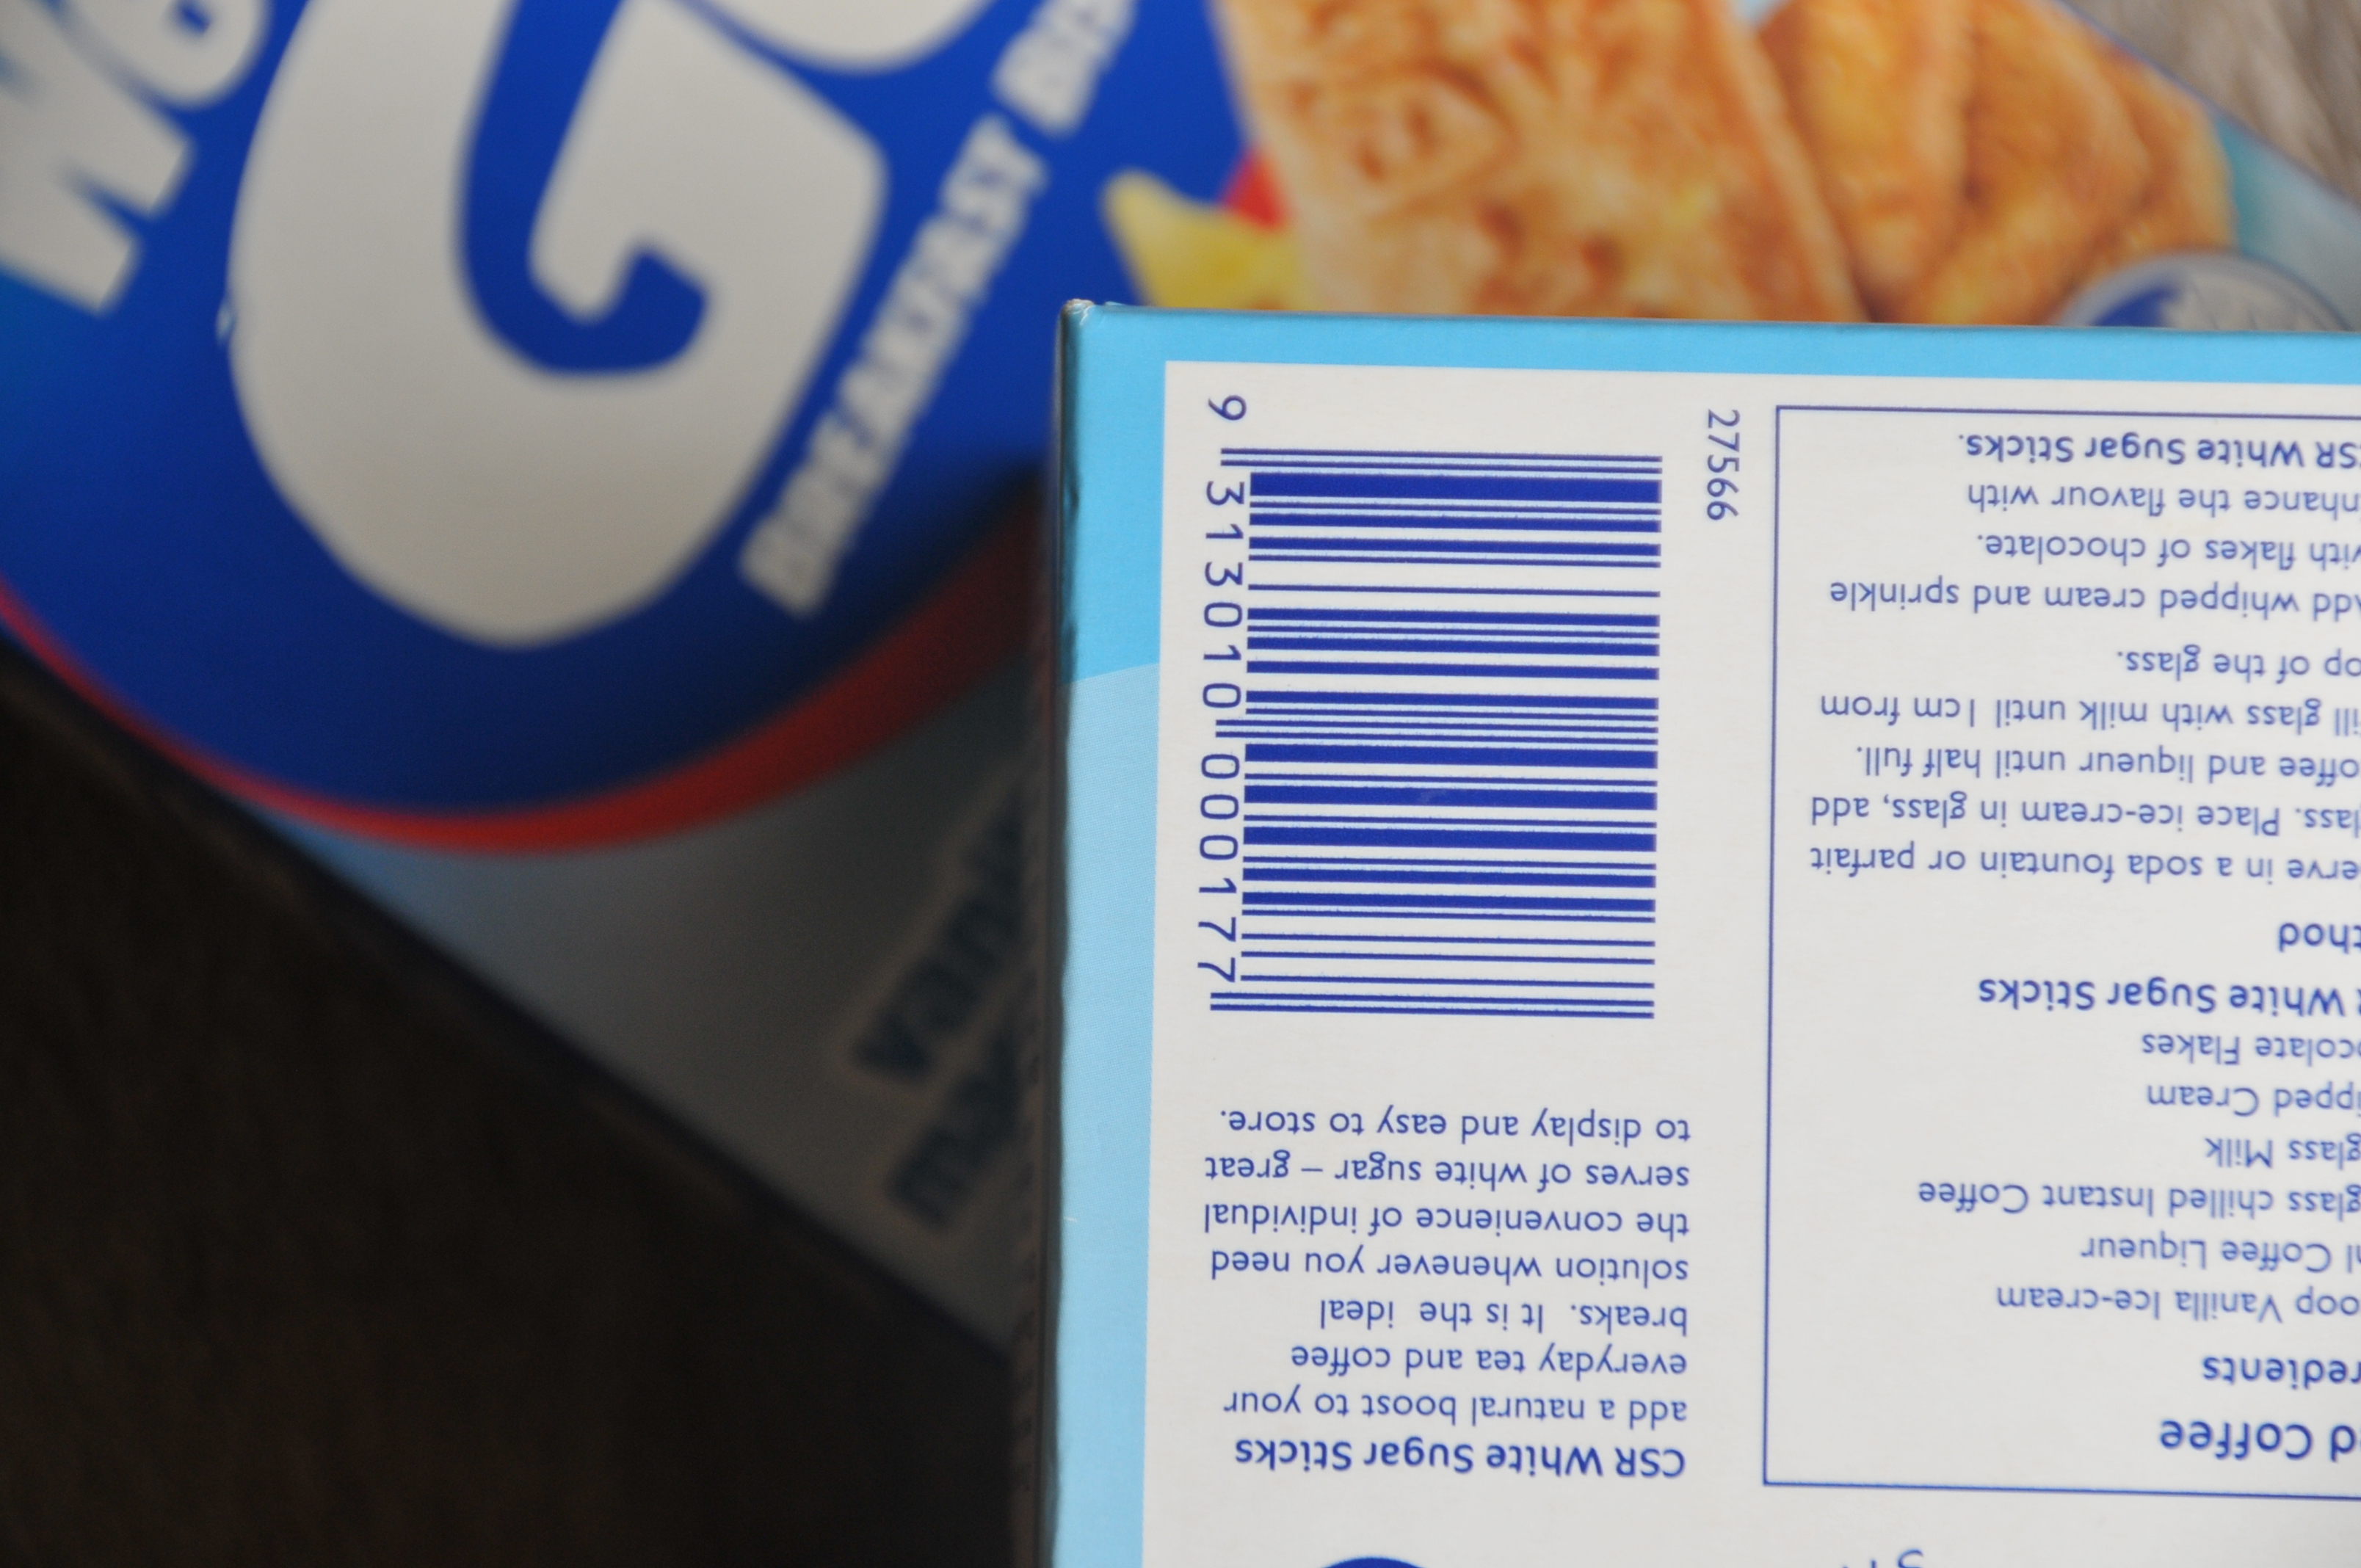 BREAKFAST
CSR White Sugar Sticks
add a natural boost to your
everyday tea and coffee
breaks. It is the ideal
solution whenever you need
the convenience of individual
serves of white sugar – great
to display and easy to store.
9 313010 000177
27566
d Coffee
redients
oop Vanilla Ice-cream
l Coffee Liqueur
glass chilled Instant Coffee
glass Milk
ipped Cream
ocolate Flakes
White Sugar Sticks
thod
erve in a soda fountain or parfait
lass. Place ice-cream in glass, add
offee and liqueur until half full.
ill glass with milk until 1cm from
op of the glass.
Add whipped cream and sprinkle
with flakes of chocolate.
nhance the flavour with
CSR White Sugar Sticks.